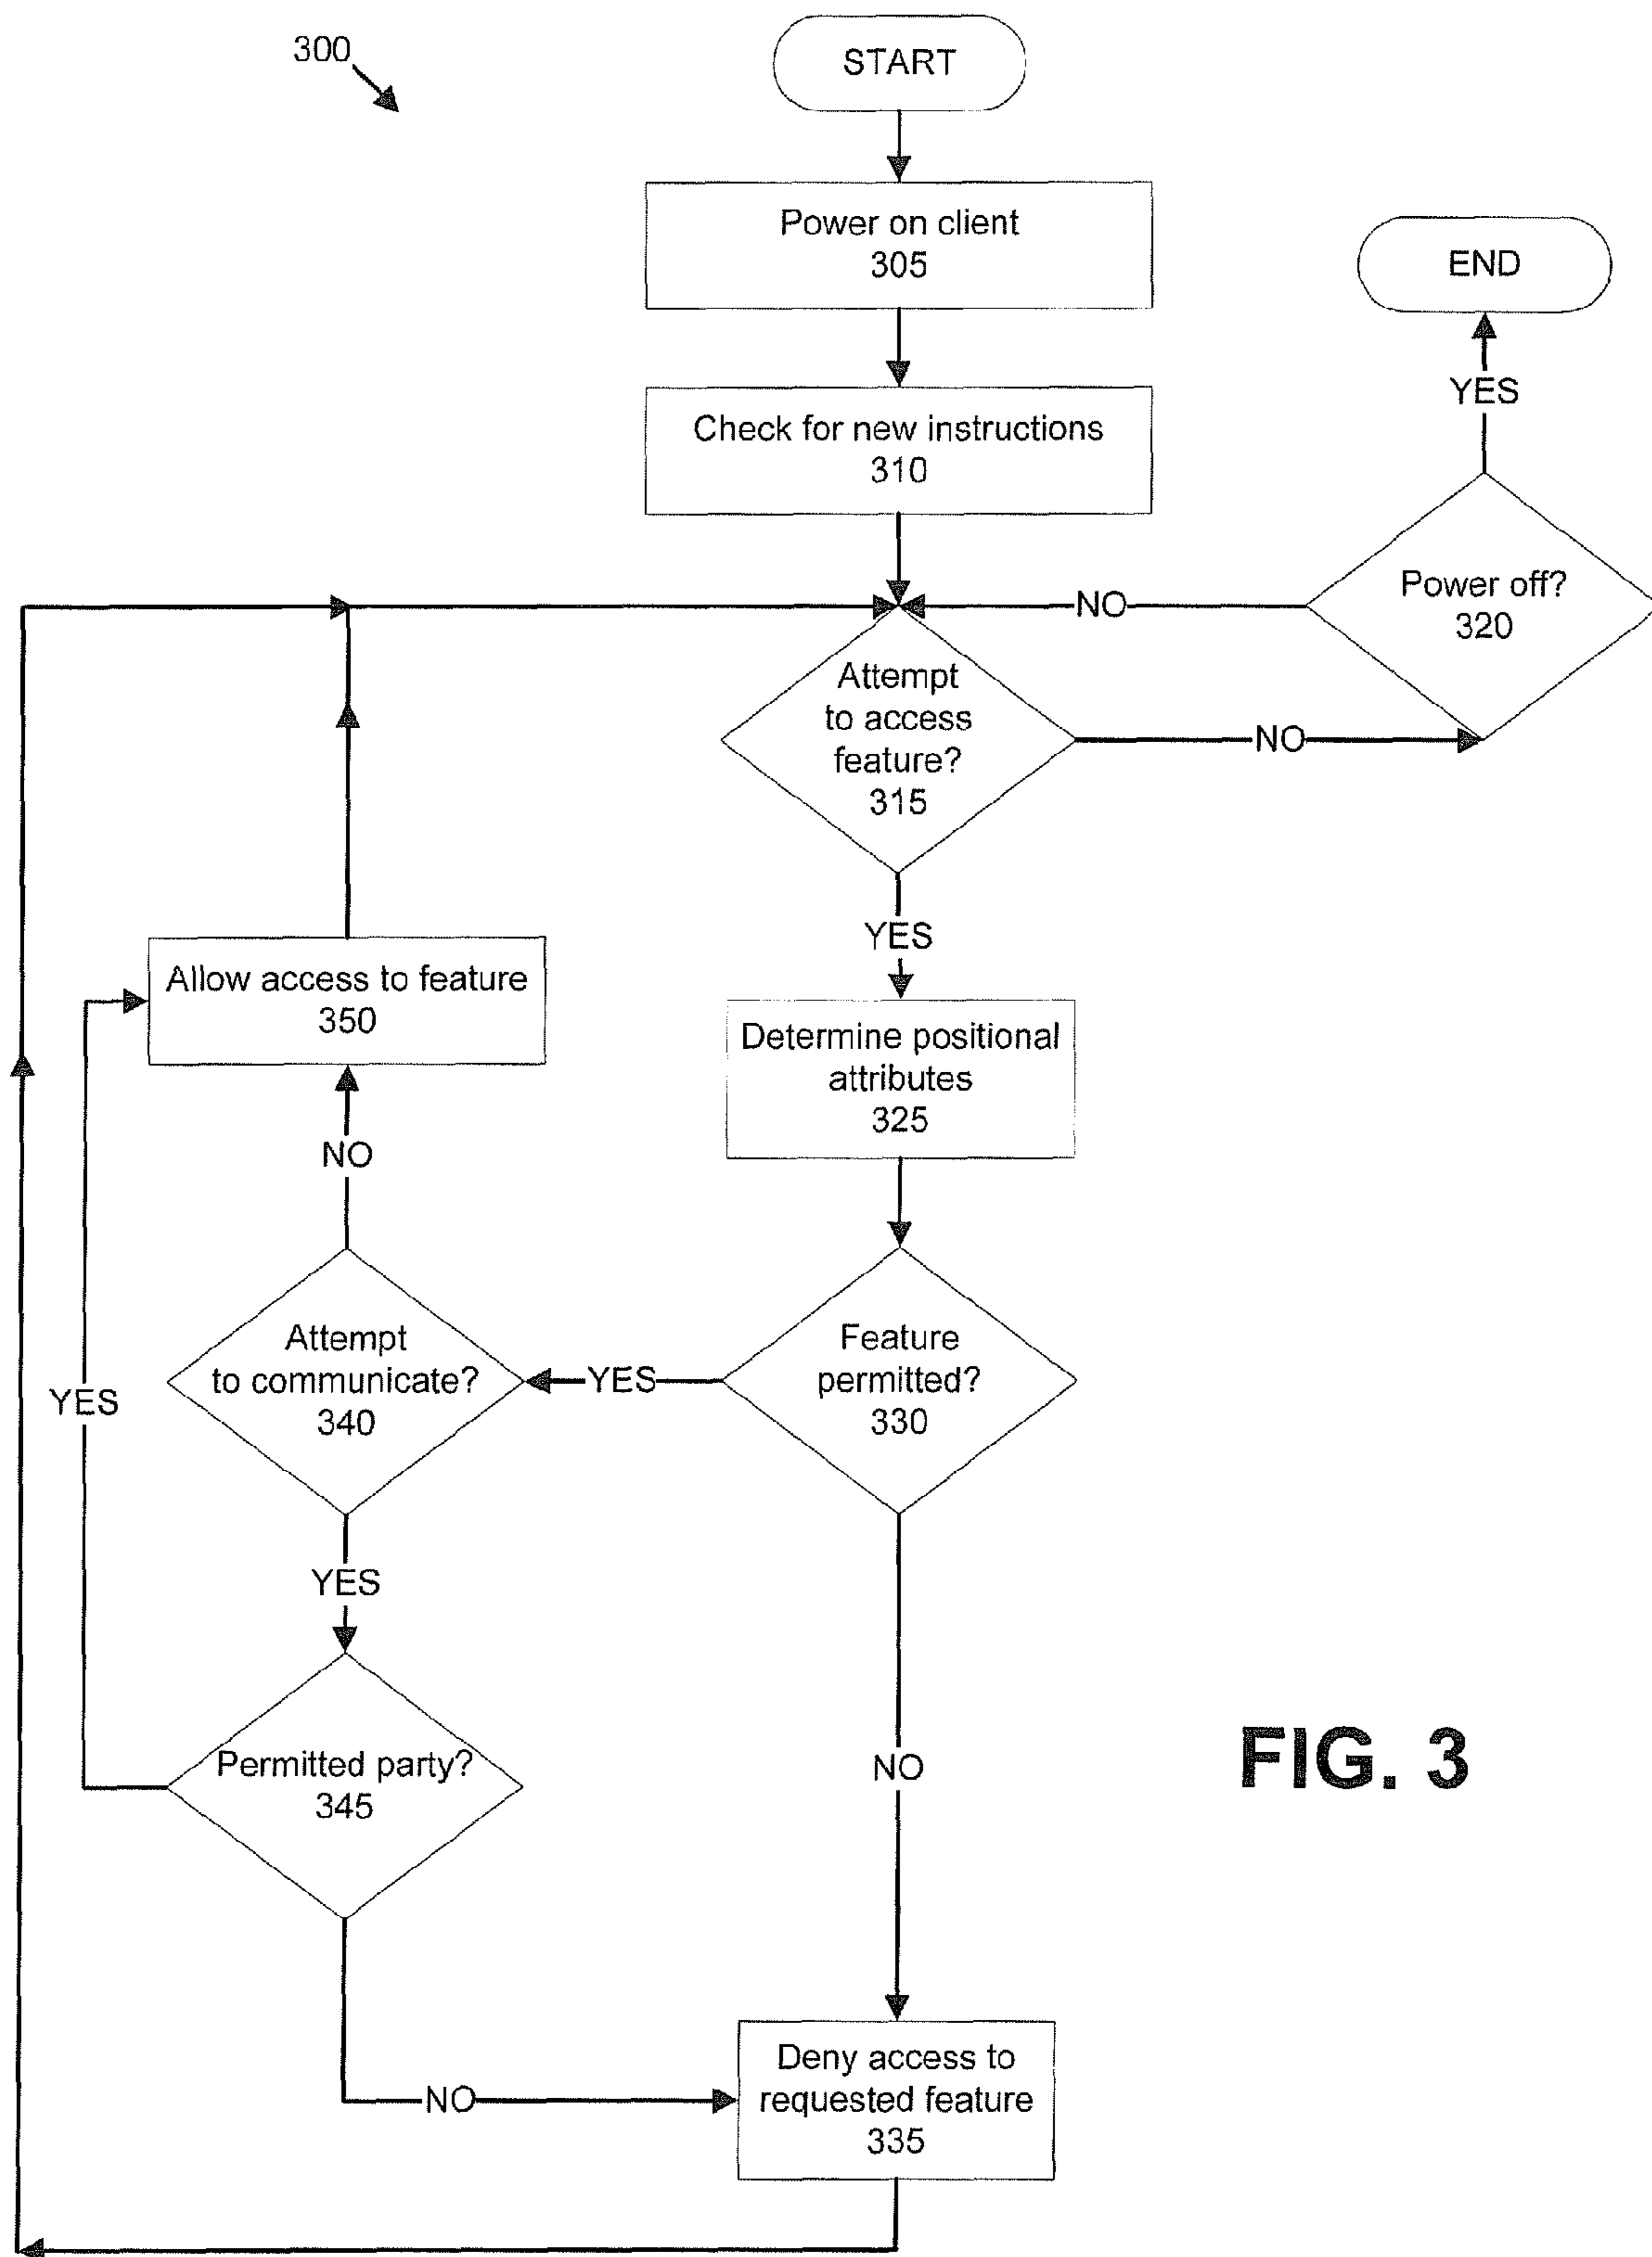 300
START
Power on client
305
END
YES
Check for new instructions
310
Power off?
320
NO
Attempt
to access
feature?
315
NO
YES
Allow access to feature
350
Determine positional
attributes
325
NO
Attempt
to communicate?
340
YES
Feature
permitted?
330
YES
YES
Permitted party?
345
NO
FIG. 3
NO
Deny access to
requested feature
335